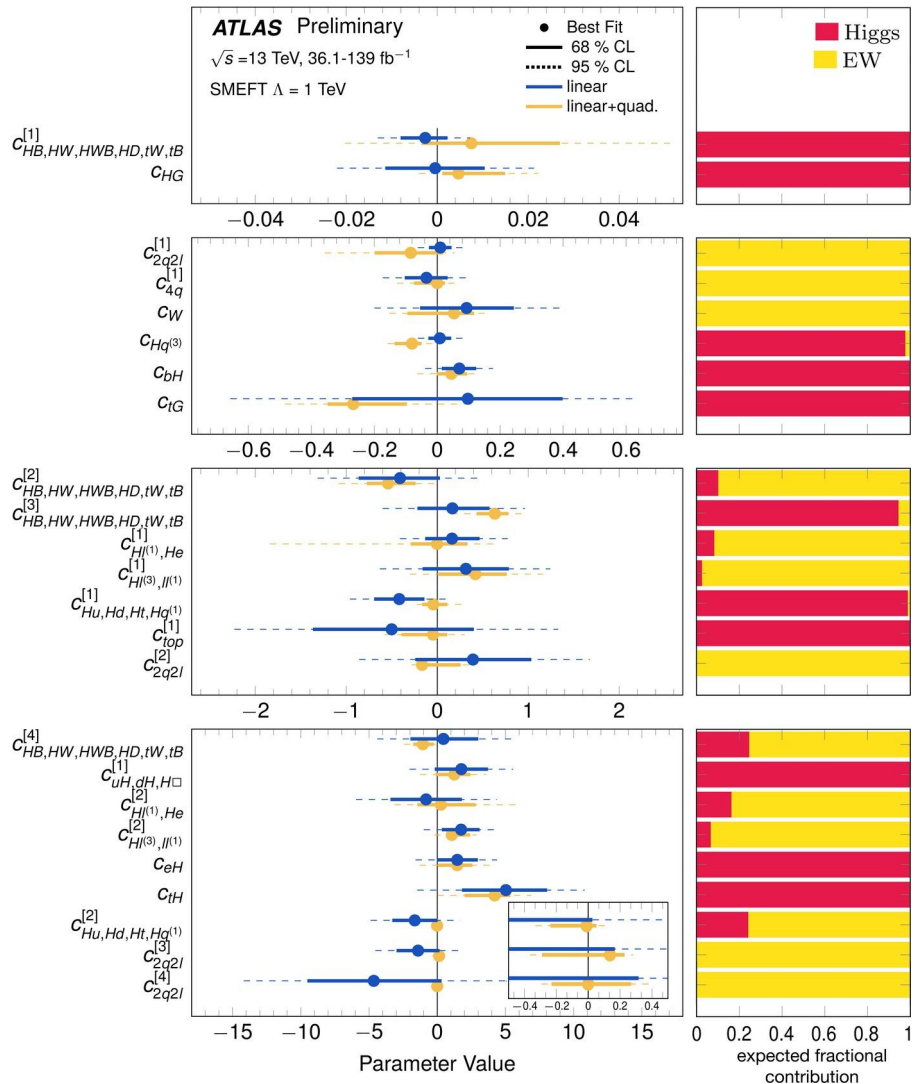 ATLAS Preliminary
√s =13 TeV, 36.1-139 fb⁻¹
SMEFT Λ = 1 TeV
Best Fit
68 % CL
95 % CL
linear
linear+quad.
Higgs
EW
c[1]HB,HW,HWB,HD,tW,tB
cHG
−0.04 −0.02 0 0.02 0.04
c[1]2q2l
c[1]4q
cW
cHq(3)
cbH
ctG
−0.6 −0.4 −0.2 0 0.2 0.4 0.6
c[2]HB,HW,HWB,HD,tW,tB
c[3]HB,HW,HWB,HD,tW,tB
c[1]Hl(1),He
c[1]Hl(3),ll(1)
c[1]Hu,Hd,Ht,Hq(1)
c[1]top
c[2]2q2l
−2 −1 0 1 2
c[4]HB,HW,HWB,HD,tW,tB
c[1]uH,dH,H□
c[2]Hl(1),He
c[2]Hl(3),ll(1)
ceH
ctH
c[2]Hu,Hd,Ht,Hq(1)
c[3]2q2l
c[4]2q2l
−0.4 −0.2 0 0.2 0.4
−15 −10 −5 0 5 10 15
Parameter Value
0 0.2 0.4 0.6 0.8 1
expected fractional
contribution